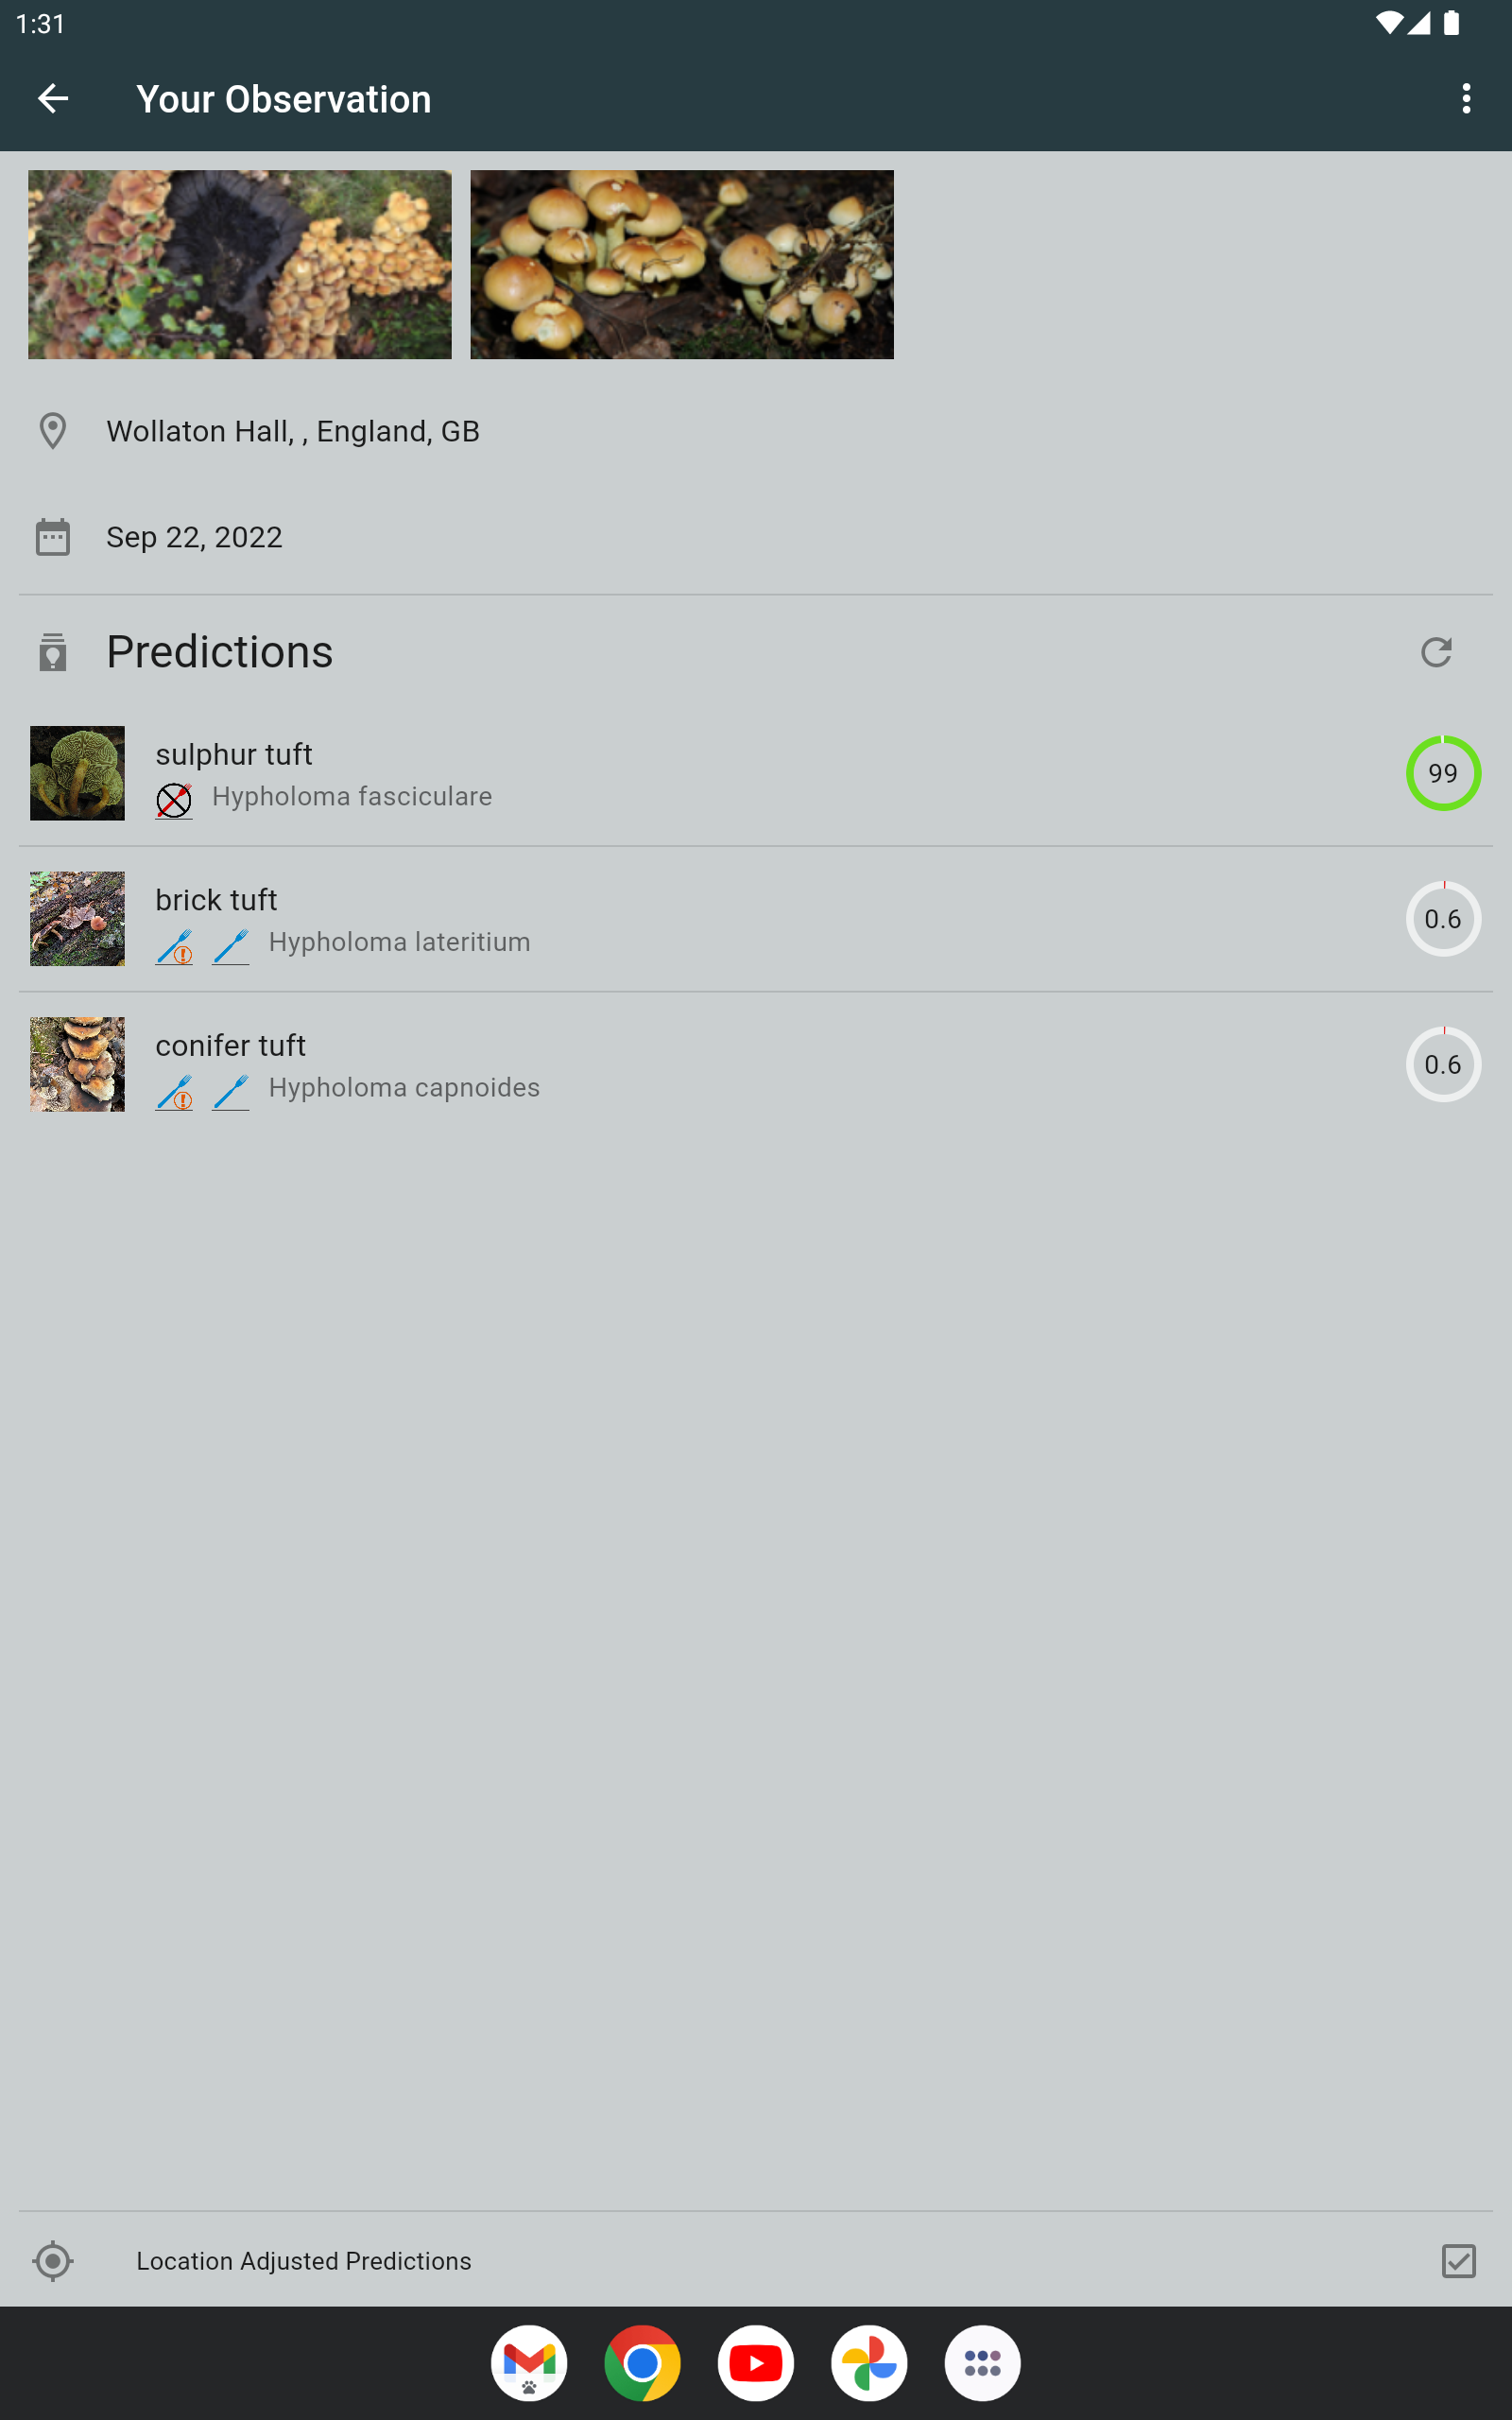 1:31
Your Observation
Wollaton Hall, , England, GB
Sep 22, 2022
Predictions
sulphur tuft
Hypholoma fasciculare
99
brick tuft
Hypholoma lateritium
0.6
conifer tuft
Hypholoma capnoides
0.6
Location Adjusted Predictions